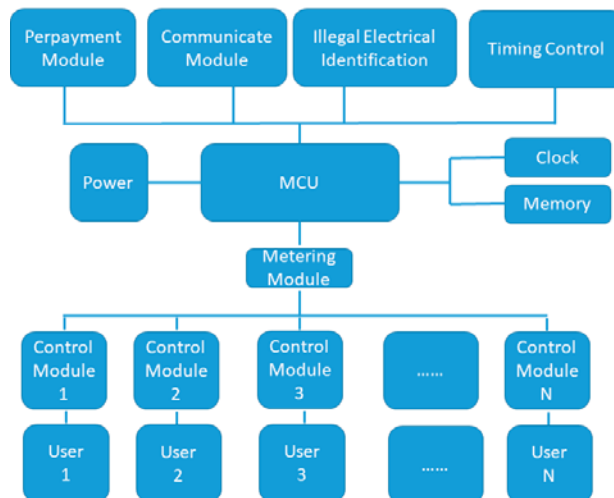 Perpayment
Module
Communicate
Module
Illegal Electrical
Identification
Timing Control
Power
MCU
Clock
Memory
Metering
Module
Control
Module
1
Control
Module
2
Control
Module
3
......
Control
Module
N
User
1
User
2
User
3
......
User
N